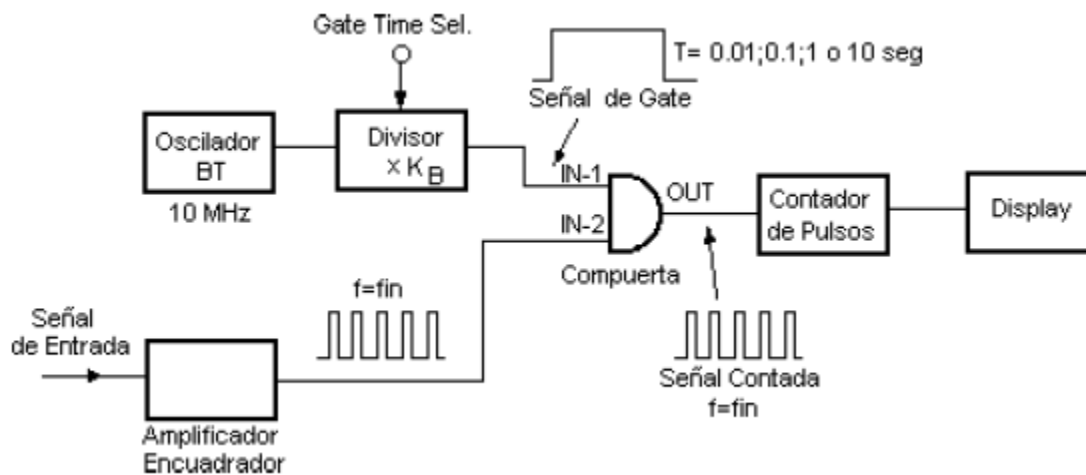 Gate Time Sel.
T= 0.01;0.1;1 o 10 seg
Señal de Gate
Oscilador
BT
10 MHz
Divisor
x K B
IN-1
IN-2
OUT
Compuerta
Contador
de Pulsos
Display
f=fin
Señal
de Entrada
Amplificador
Encuadrador
Señal Contada
f=fin